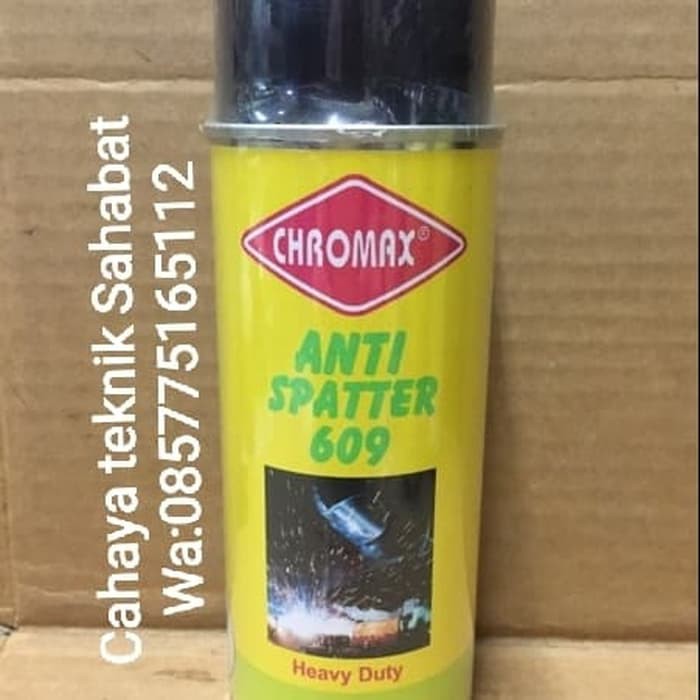 Cahaya teknik Sahabat
Wa:085775165112
CHROMAX®
ANTI
SPATTER
609
Heavy Duty